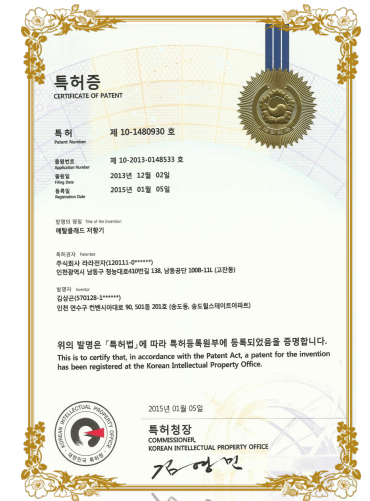 특허증
CERTIFICATE OF PATENT
특허 제 10-1480930 호
Patent Number
출원번호 제 10-2013-0148533 호
Application Number
출원일 2013년 12월 02일
Filing Date
등록일 2015년 01월 05일
Registration Date
발명의 명칭 Title of the Invention
메탈클래드 저항기
특허권자 Patentee
주식회사 라라전자(120111-0******)
인천광역시 남동구 청능대로410번길 138, 남동공단 100B-11L (고잔동)
발명자 Inventor
김상은(570128-1******)
인천 연수구 컨벤시아대로 90, 501동 201호 (송도동, 송도웰스테이트아파트)
위의 발명은 「특허법」에 따라 특허등록원부에 등록되었음을 증명합니다.
This is to certify that, in accordance with the Patent Act, a patent for the invention
has been registered at the Korean Intellectual Property Office.
2015년 01월 05일
특허청장
COMMISSIONER,
KOREAN INTELLECTUAL PROPERTY OFFICE
김영민
KOREAN INTELLECTUAL PROPERTY OFFICE
대한민국 특허청